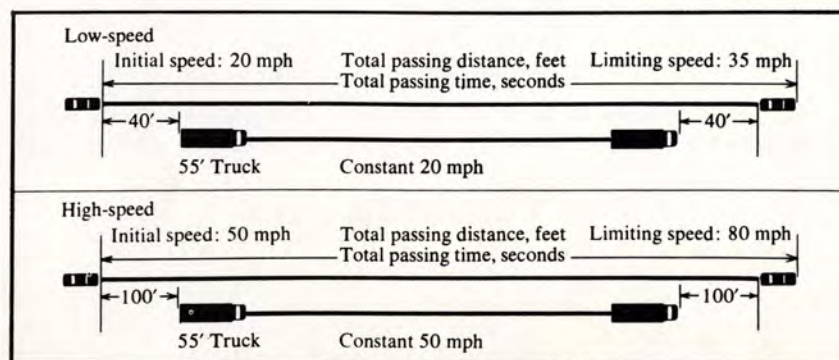 Low-speed
Initial speed: 20 mph Total passing distance, feet Limiting speed: 35 mph
Total passing time, seconds
40' 40'
55' Truck Constant 20 mph
High-speed
Initial speed: 50 mph Total passing distance, feet Limiting speed: 80 mph
Total passing time, seconds
100' 100'
55' Truck Constant 50 mph